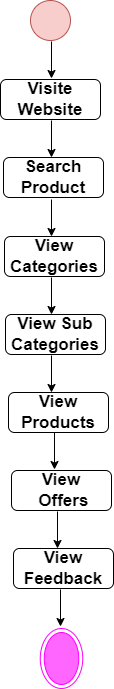 Visite
Website
Search
Product
View
Categories
View Sub
Categories
View
Products
View
Offers
View
Feedback